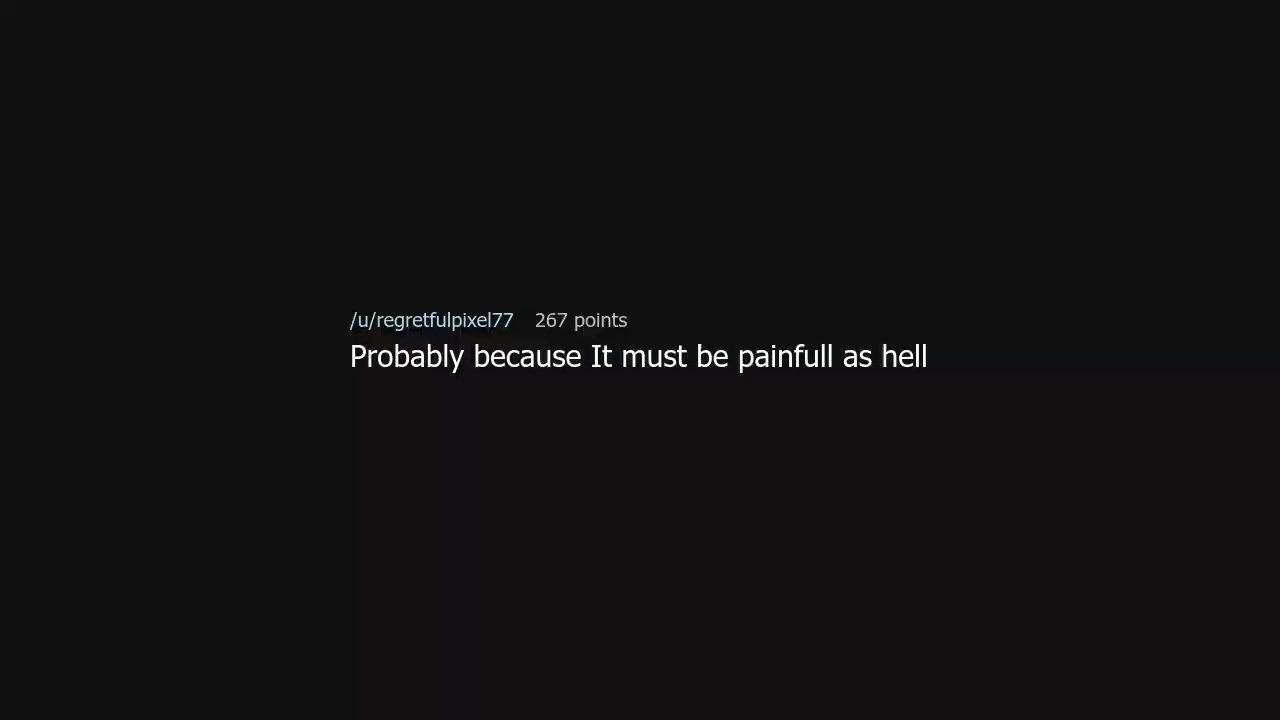 /u/regretfulpixel77 267 points
Probably because It must be painfull as hell